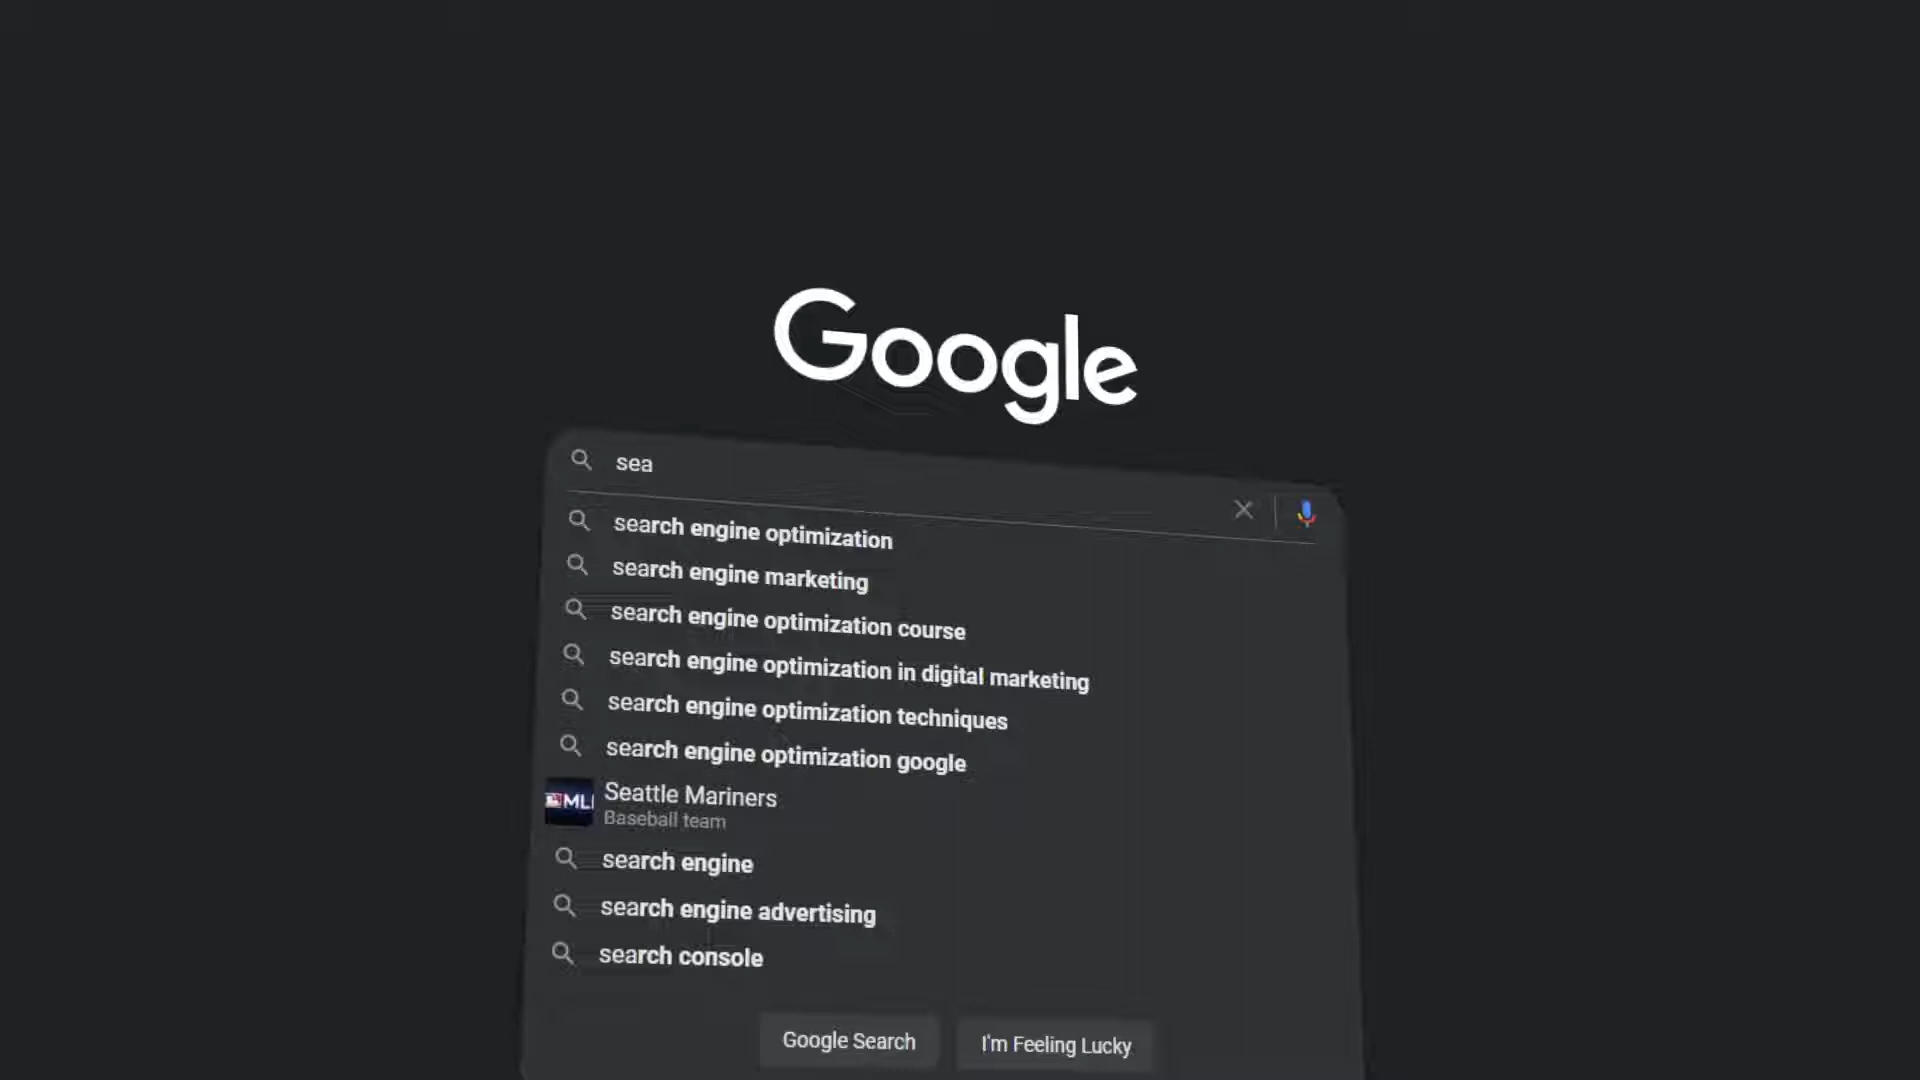 Google
sea
search engine optimization
search engine marketing
search engine optimization course
search engine optimization in digital marketing
search engine optimization techniques
search engine optimization google
Seattle Mariners
Baseball team
search engine
search engine advertising
search console
Google Search
I'm Feeling Lucky